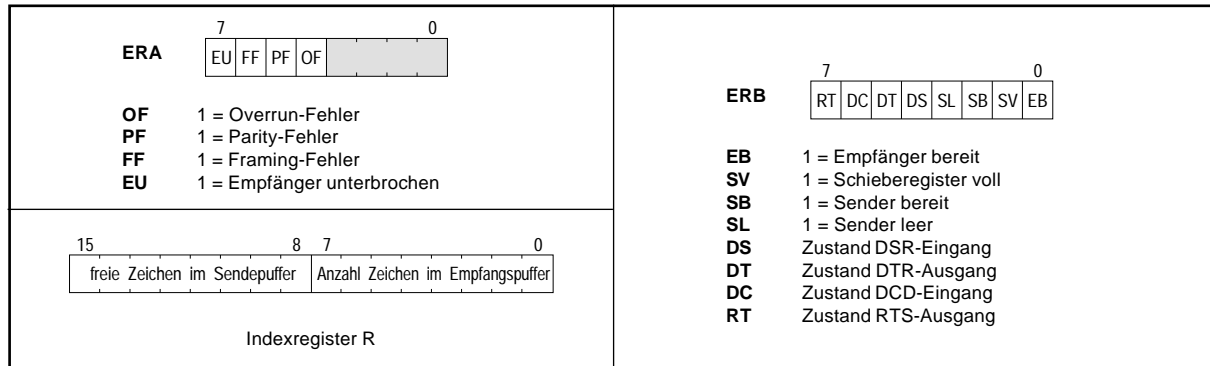 7 0
ERA EU FF PF OF
OF 1 = Overrun-Fehler
PF 1 = Parity-Fehler
FF 1 = Framing-Fehler
EU 1 = Empfänger unterbrochen
15 8 7 0
freie Zeichen im Sendepuffer Anzahl Zeichen im Empfangspuffer
Indexregister R
7 0
ERB RT DC DT DS SL SB SV EB
EB 1 = Empfänger bereit
SV 1 = Schieberegister voll
SB 1 = Sender bereit
SL 1 = Sender leer
DS Zustand DSR-Eingang
DT Zustand DTR-Ausgang
DC Zustand DCD-Eingang
RT Zustand RTS-Ausgang